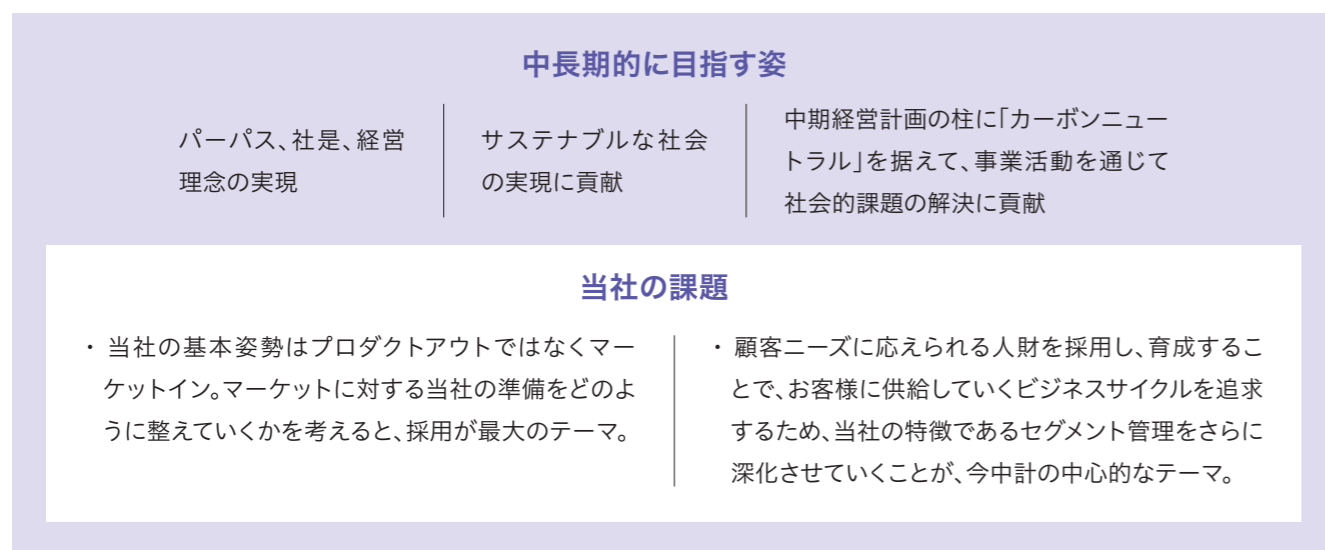 中長期的に目指す姿
パーパス、社是、経営
理念の実現
サステナブルな社会
の実現に貢献
中期経営計画の柱に「カーボンニュー
トラル」を据えて、事業活動を通じて
社会的課題の解決に貢献
当社の課題
・ 当社の基本姿勢はプロダクトアウトではなくマー
ケットイン。マーケットに対する当社の準備をどのよ
うに整えていくかを考えると、採用が最大のテーマ。
・ 顧客ニーズに応えられる人財を採用し、育成するこ
とで、お客様に供給していくビジネスサイクルを追求
するため、当社の特徴であるセグメント管理をさらに
深化させていくことが、今中計の中心的なテーマ。